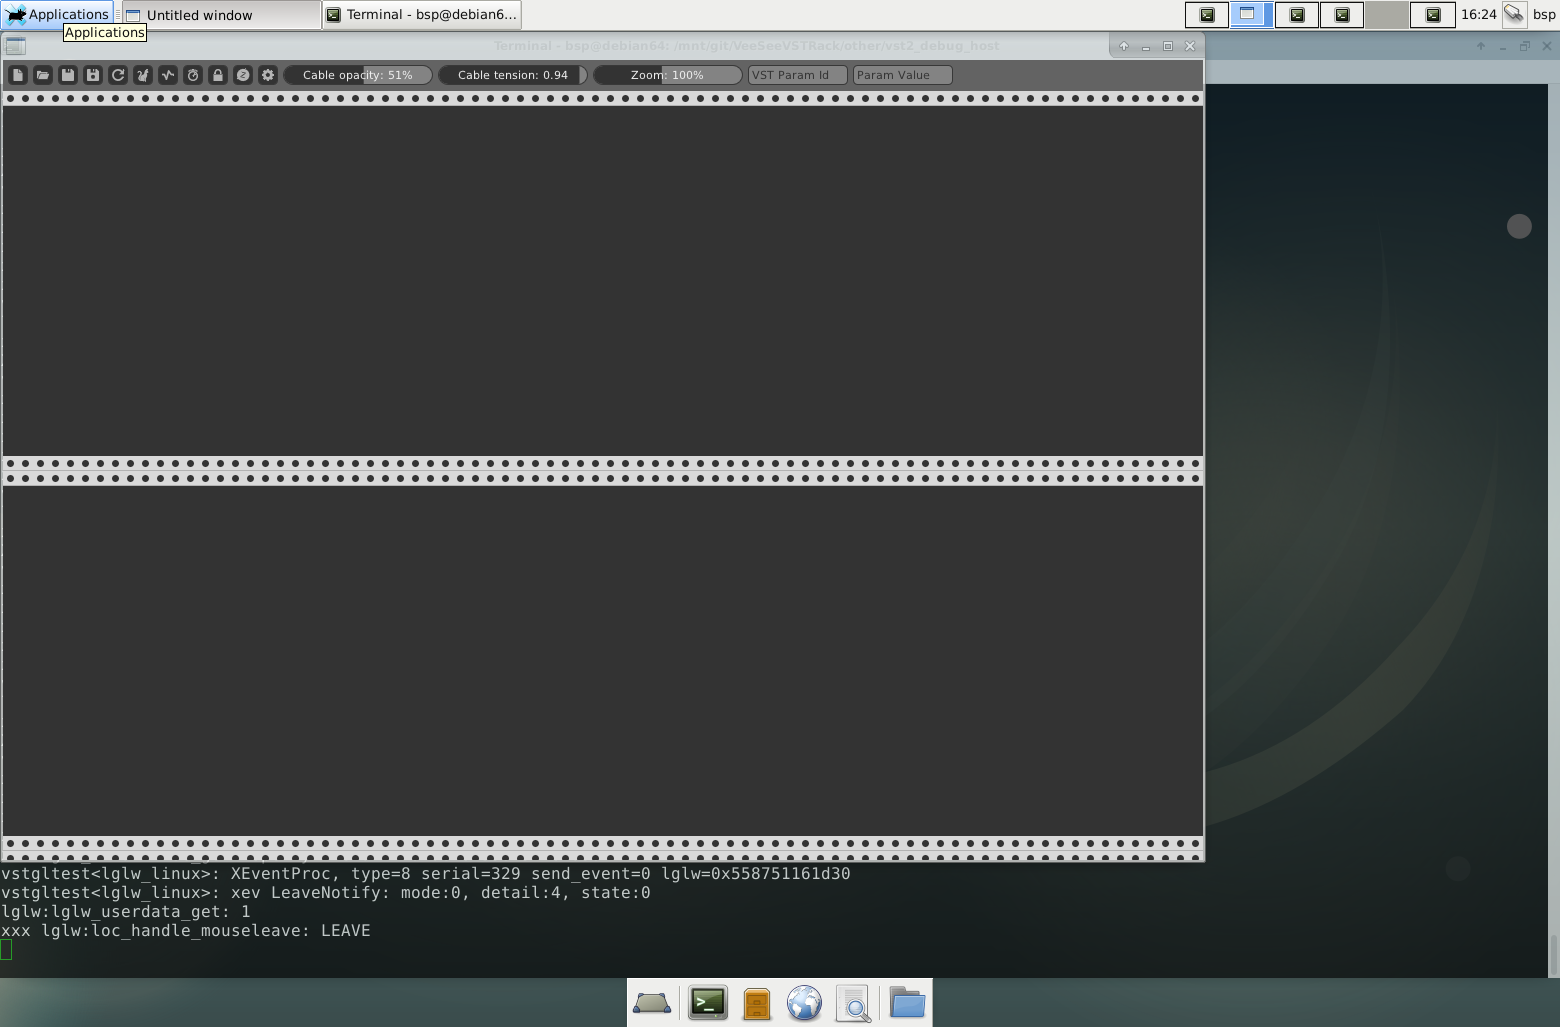 Applications
Untitled window
Terminal - bsp@debian6...
16:24
bsp
Applications
Terminal - bsp@debian64: /mnt/git/VeeSeeVSTRack/other/vst2_debug_host
Cable opacity: 51%
Cable tension: 0.94
Zoom: 100%
VST Param Id
Param Value
vstgltest<lglw_linux>: XEventProc, type=8 serial=329 send_event=0 lglw=0x558751161d30
vstgltest<lglw_linux>: xev LeaveNotify: mode:0, detail:4, state:0
lglw:lglw_userdata_get: 1
xxx lglw:loc_handle_mouseleave: LEAVE